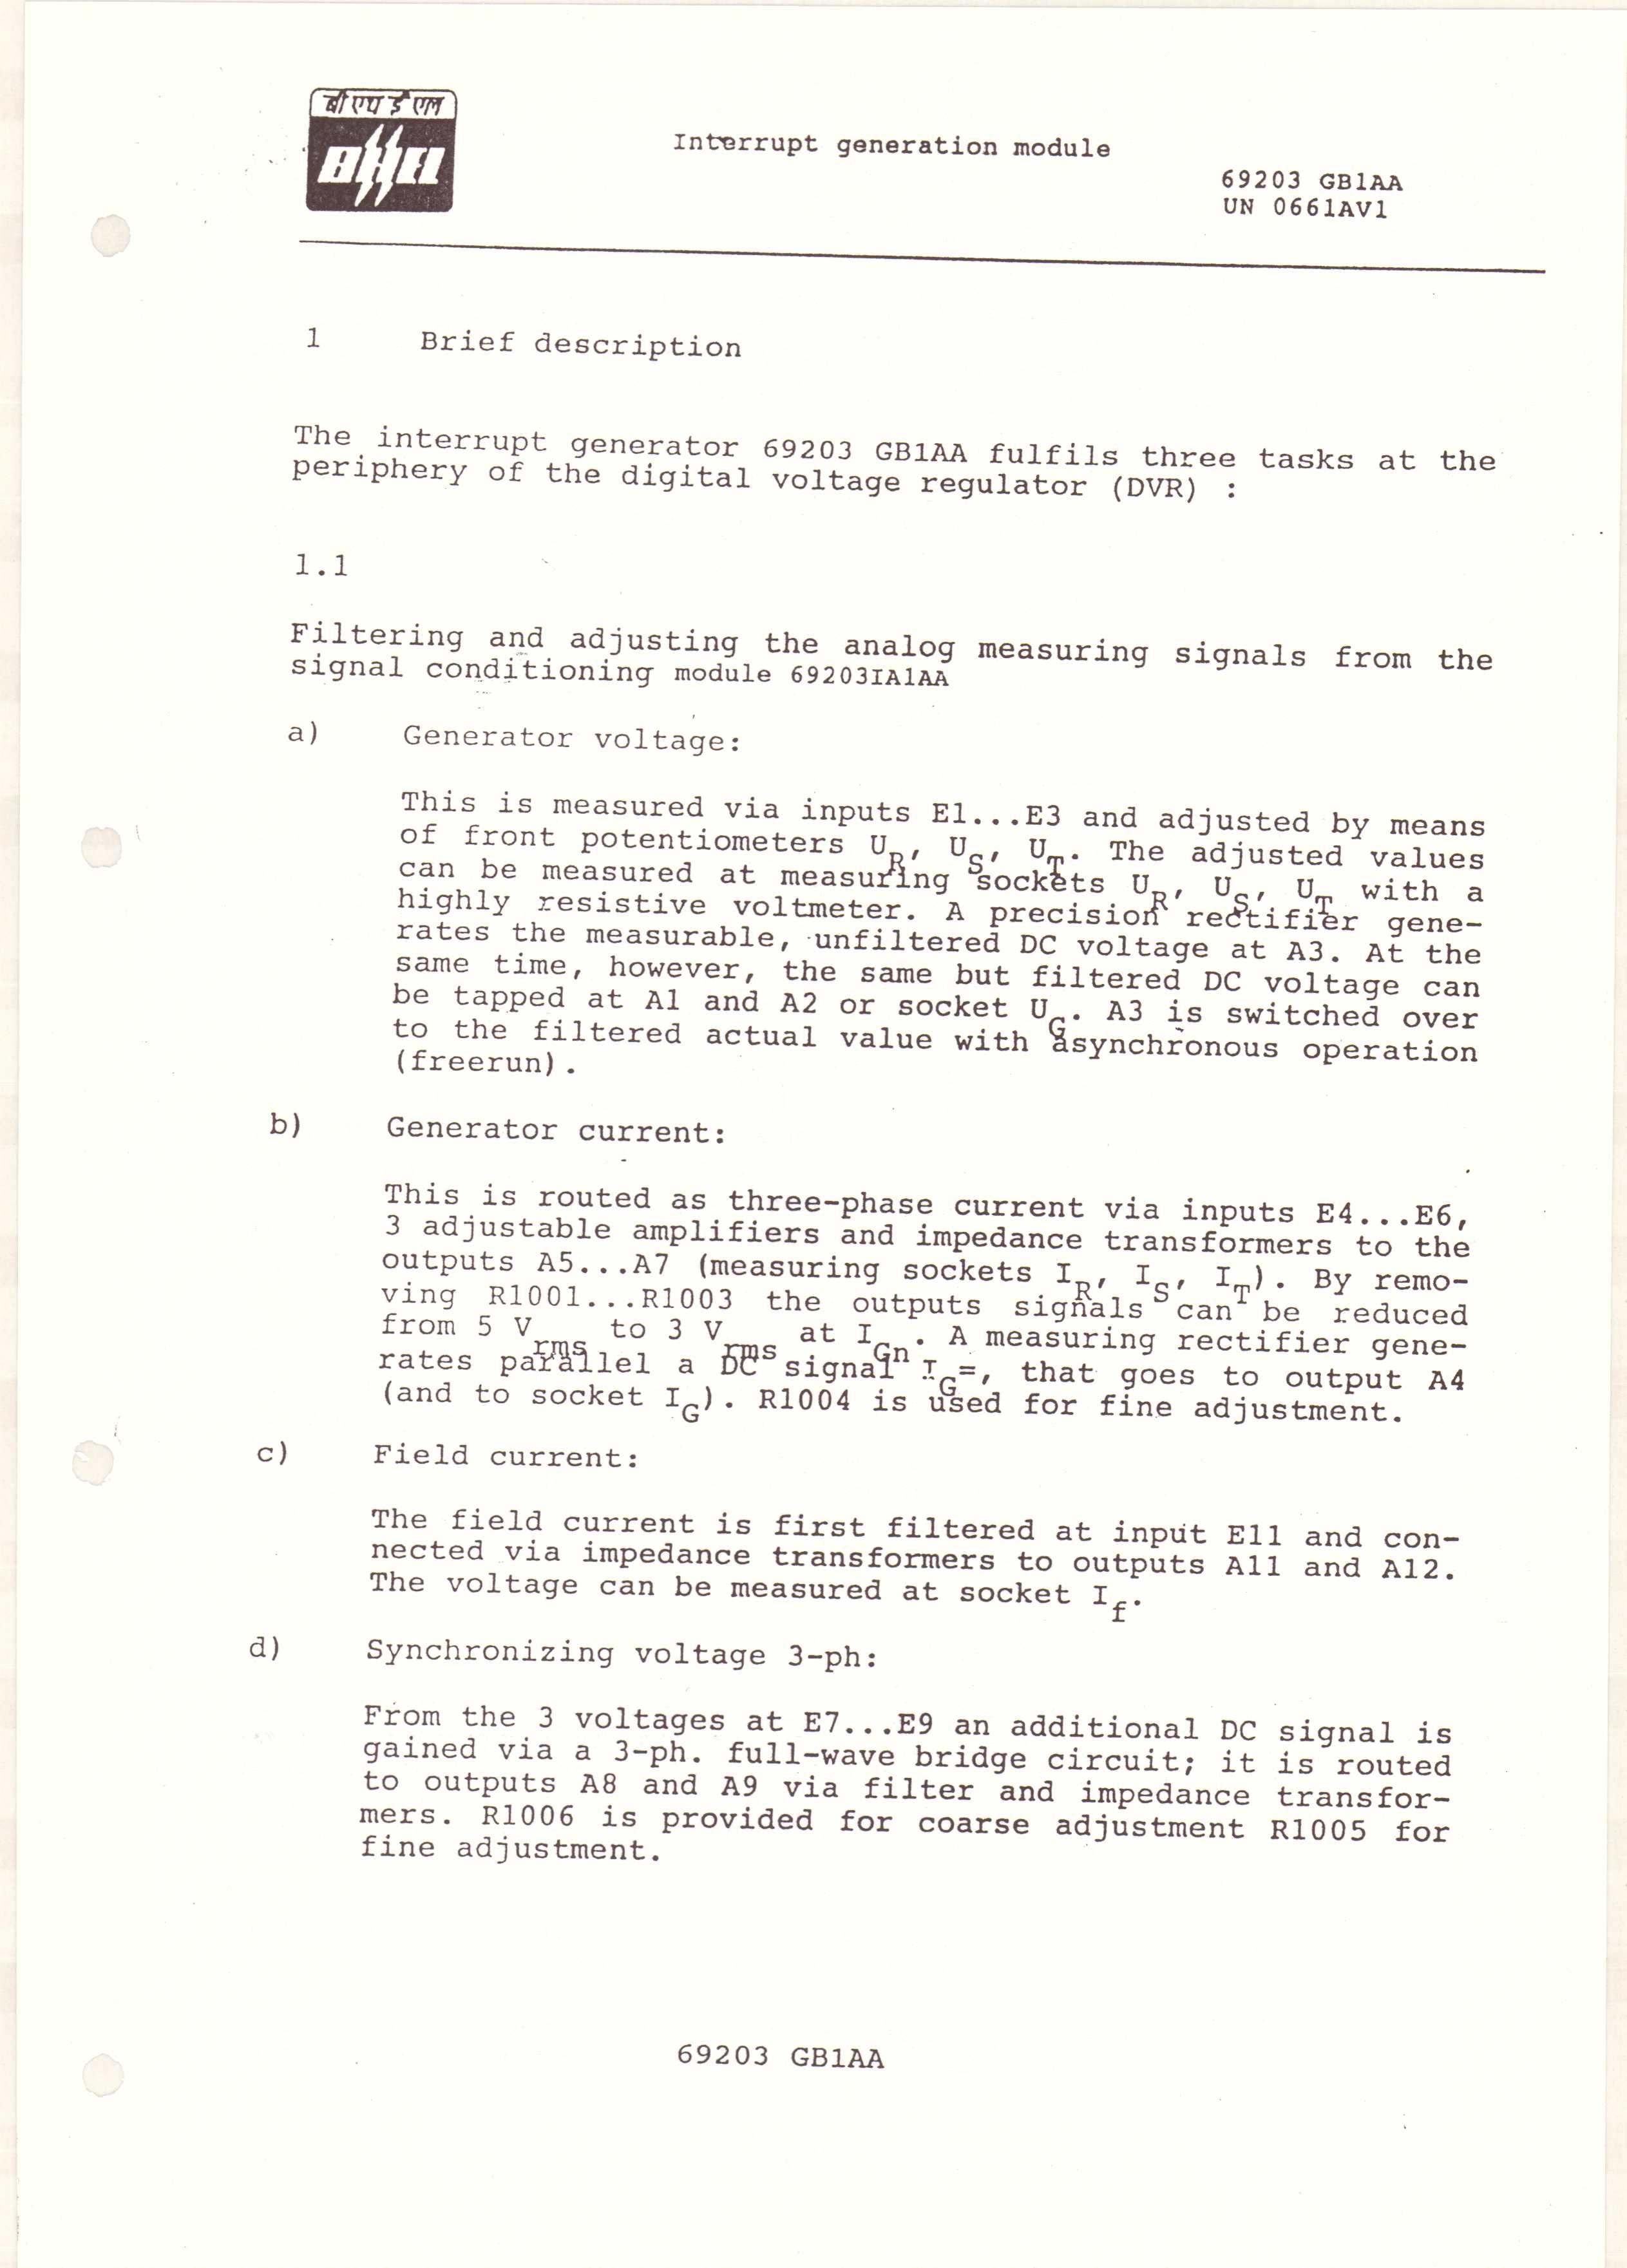 बी एच ई एल
BHEL
Interrupt generation module
69203 GB1AA
UN 0661AV1
1 Brief description
The interrupt generator 69203 GB1AA fulfils three tasks at the
periphery of the digital voltage regulator (DVR) :
1.1
Filtering and adjusting the analog measuring signals from the
signal conditioning module 69203IA1AA
a) Generator voltage:
This is measured via inputs E1...E3 and adjusted by means
of front potentiometers U_R, U_S, U_T. The adjusted values
can be measured at measuring sockets U_R, U_S, U_T with a
highly resistive voltmeter. A precision rectifier gene-
rates the measurable, unfiltered DC voltage at A3. At the
same time, however, the same but filtered DC voltage can
be tapped at A1 and A2 or socket U_G. A3 is switched over
to the filtered actual value with asynchronous operation
(freerun).
b) Generator current:
This is routed as three-phase current via inputs E4...E6,
3 adjustable amplifiers and impedance transformers to the
outputs A5...A7 (measuring sockets I_R, I_S, I_T). By remo-
ving R1001...R1003 the outputs signals can be reduced
from 5 V_rms to 3 V_rms at I_Gn. A measuring rectifier gene-
rates parallel a DC signal I_G=, that goes to output A4
(and to socket I_G). R1004 is used for fine adjustment.
c) Field current:
The field current is first filtered at input E11 and con-
nected via impedance transformers to outputs A11 and A12.
The voltage can be measured at socket I_f.
d) Synchronizing voltage 3-ph:
From the 3 voltages at E7...E9 an additional DC signal is
gained via a 3-ph. full-wave bridge circuit; it is routed
to outputs A8 and A9 via filter and impedance transfor-
mers. R1006 is provided for coarse adjustment R1005 for
fine adjustment.
69203 GB1AA